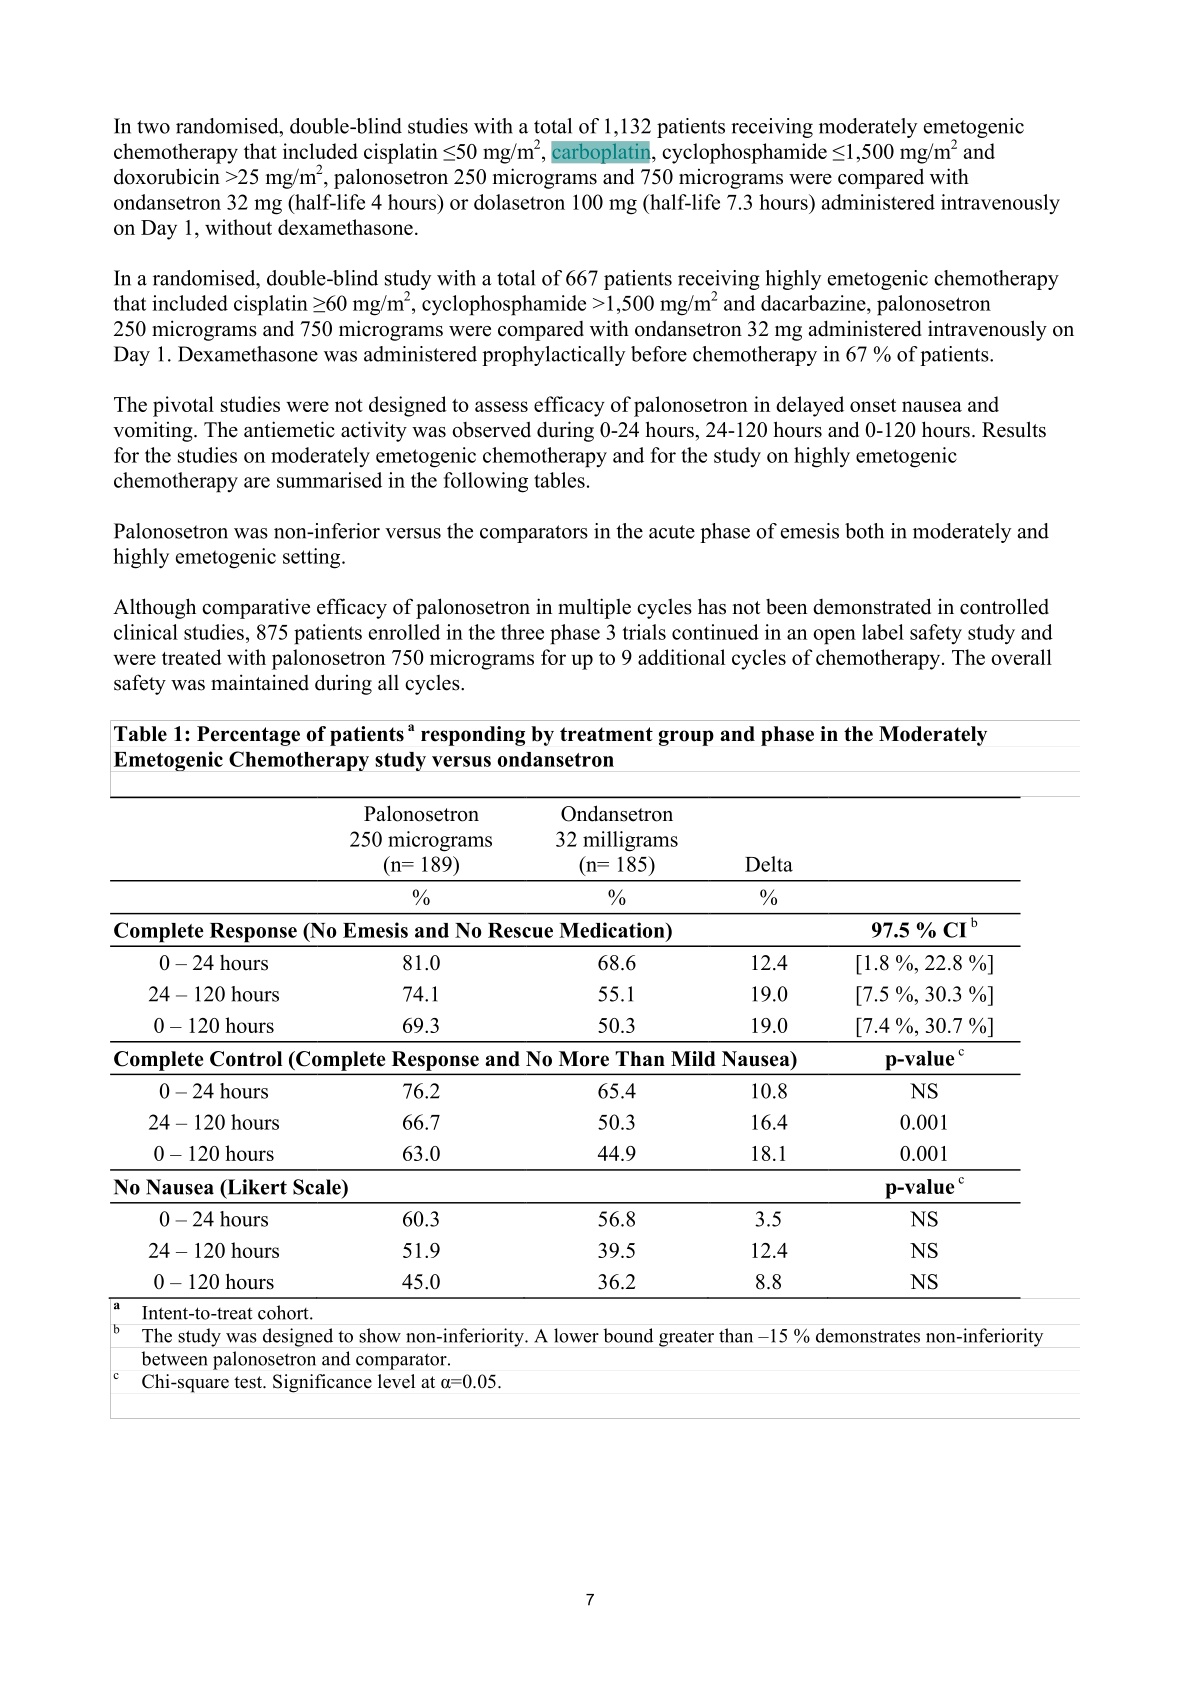 In two randomised, double-blind studies with a total of 1,132 patients receiving moderately emetogenic
chemotherapy that included cisplatin ≤50 mg/m², carboplatin, cyclophosphamide ≤1,500 mg/m² and
doxorubicin >25 mg/m², palonosetron 250 micrograms and 750 micrograms were compared with
ondansetron 32 mg (half-life 4 hours) or dolasetron 100 mg (half-life 7.3 hours) administered intravenously
on Day 1, without dexamethasone.
In a randomised, double-blind study with a total of 667 patients receiving highly emetogenic chemotherapy
that included cisplatin ≥60 mg/m², cyclophosphamide >1,500 mg/m² and dacarbazine, palonosetron
250 micrograms and 750 micrograms were compared with ondansetron 32 mg administered intravenously on
Day 1. Dexamethasone was administered prophylactically before chemotherapy in 67 % of patients.
The pivotal studies were not designed to assess efficacy of palonosetron in delayed onset nausea and
vomiting. The antiemetic activity was observed during 0-24 hours, 24-120 hours and 0-120 hours. Results
for the studies on moderately emetogenic chemotherapy and for the study on highly emetogenic
chemotherapy are summarised in the following tables.
Palonosetron was non-inferior versus the comparators in the acute phase of emesis both in moderately and
highly emetogenic setting.
Although comparative efficacy of palonosetron in multiple cycles has not been demonstrated in controlled
clinical studies, 875 patients enrolled in the three phase 3 trials continued in an open label safety study and
were treated with palonosetron 750 micrograms for up to 9 additional cycles of chemotherapy. The overall
safety was maintained during all cycles.
Table 1: Percentage of patients ᵃ responding by treatment group and phase in the Moderately
Emetogenic Chemotherapy study versus ondansetron
Palonosetron Ondansetron
250 micrograms 32 milligrams
(n= 189) (n= 185) Delta
% % %
Complete Response (No Emesis and No Rescue Medication) 97.5 % CI ᵇ
0 – 24 hours 81.0 68.6 12.4 [1.8 %, 22.8 %]
24 – 120 hours 74.1 55.1 19.0 [7.5 %, 30.3 %]
0 – 120 hours 69.3 50.3 19.0 [7.4 %, 30.7 %]
Complete Control (Complete Response and No More Than Mild Nausea) p-value ᶜ
0 – 24 hours 76.2 65.4 10.8 NS
24 – 120 hours 66.7 50.3 16.4 0.001
0 – 120 hours 63.0 44.9 18.1 0.001
No Nausea (Likert Scale) p-value ᶜ
0 – 24 hours 60.3 56.8 3.5 NS
24 – 120 hours 51.9 39.5 12.4 NS
0 – 120 hours 45.0 36.2 8.8 NS
ᵃ Intent-to-treat cohort.
ᵇ The study was designed to show non-inferiority. A lower bound greater than –15 % demonstrates non-inferiority
between palonosetron and comparator.
ᶜ Chi-square test. Significance level at α=0.05.
7